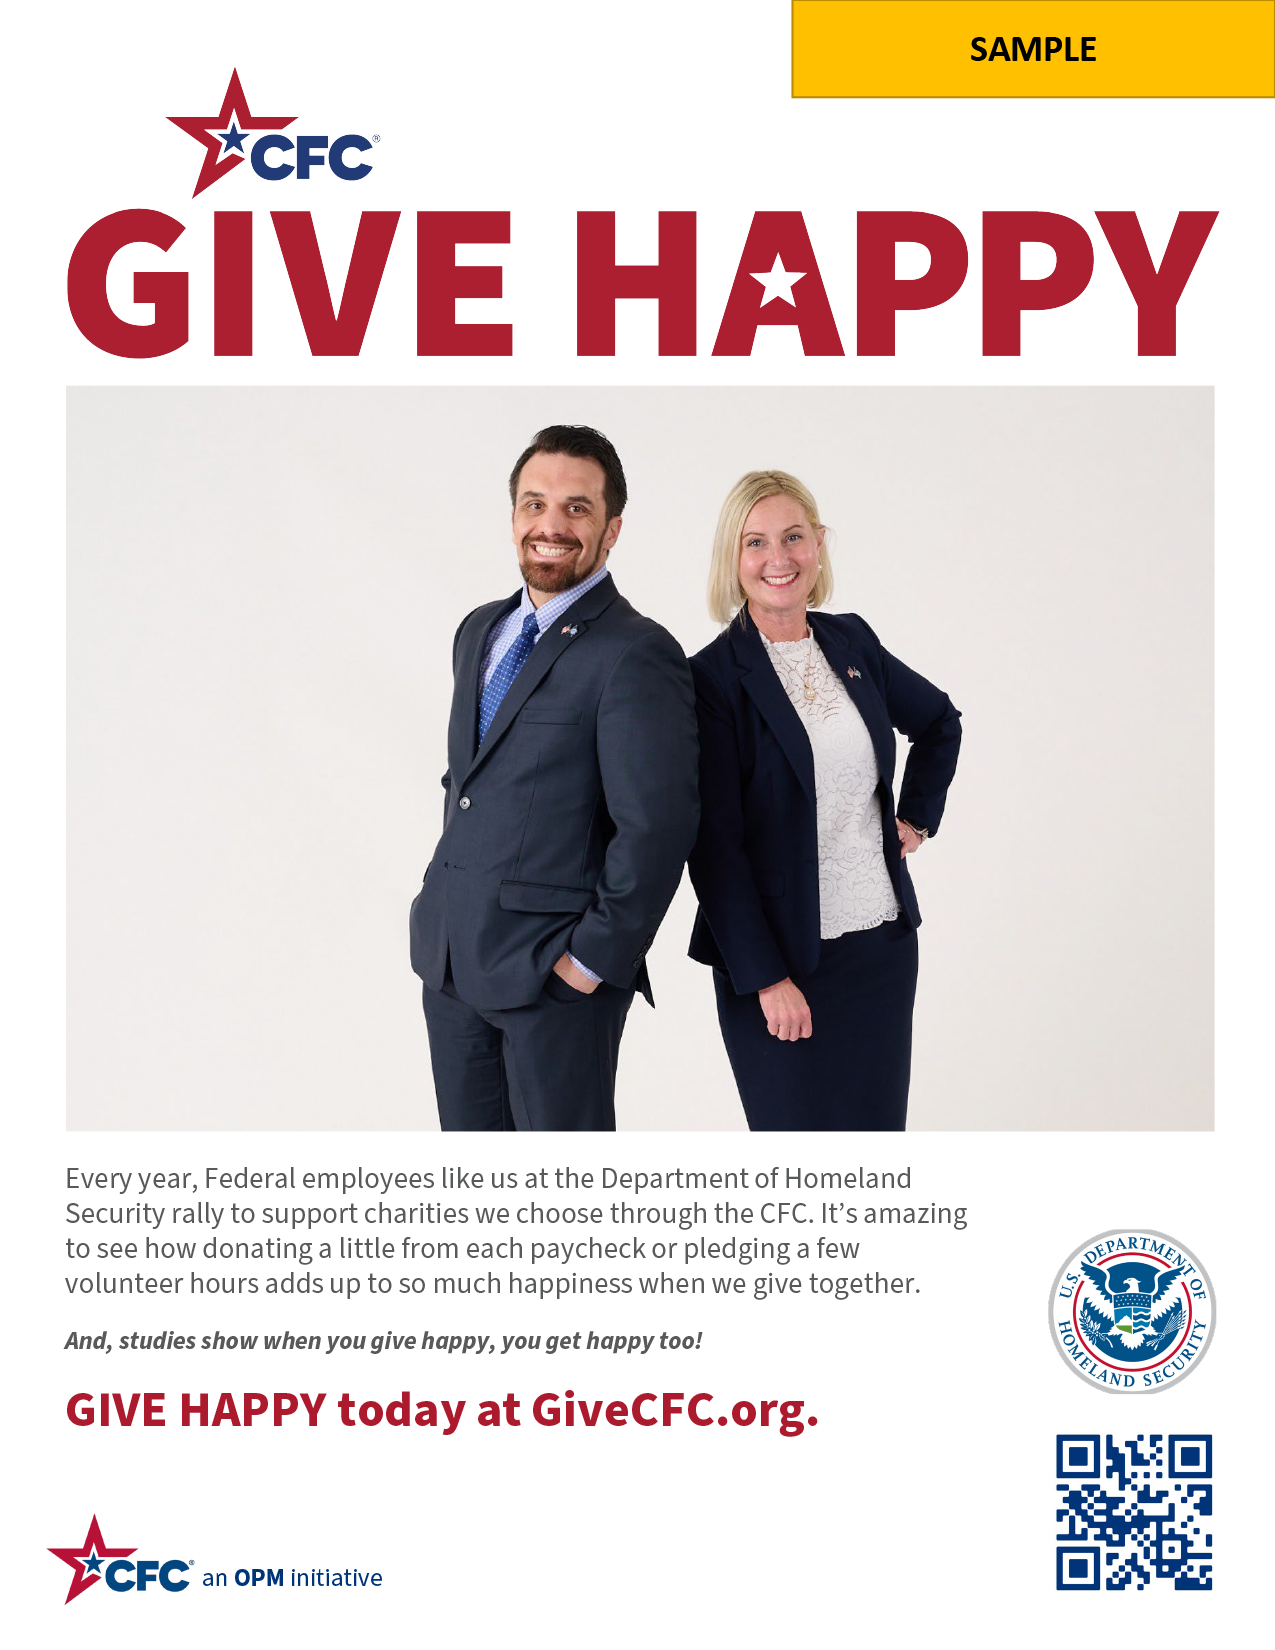 SAMPLE
CFC®
GIVE HAPPY
Every year, Federal employees like us at the Department of Homeland
Security rally to support charities we choose through the CFC. It’s amazing
to see how donating a little from each paycheck or pledging a few
volunteer hours adds up to so much happiness when we give together.
And, studies show when you give happy, you get happy too!
GIVE HAPPY today at GiveCFC.org.
U.S. DEPARTMENT OF
HOMELAND SECURITY
CFC® an OPM initiative